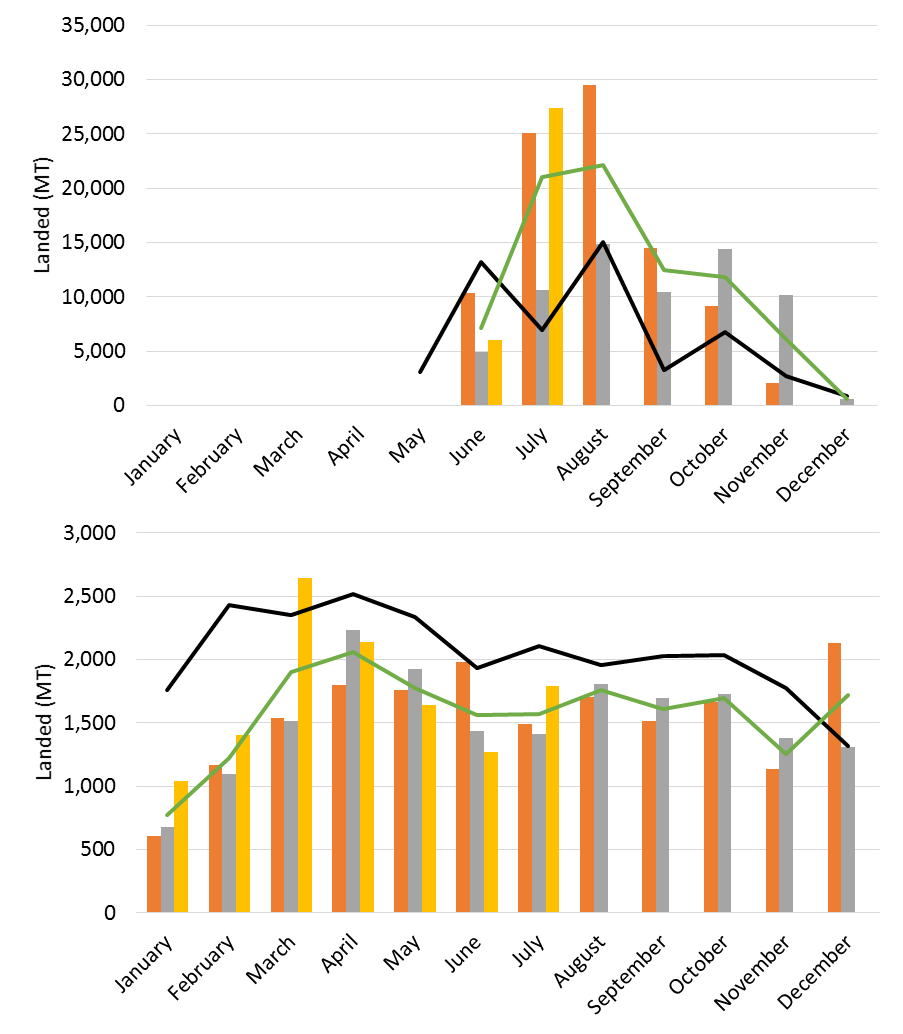 35,000
30,000
25,000
20,000
15,000
10,000
5,000
0
Landed (MT)
January
February
March
April
May
June
July
August
September
October
November
December
3,000
2,500
2,000
1,500
1,000
500
0
Landed (MT)
January
February
March
April
May
June
July
August
September
October
November
December